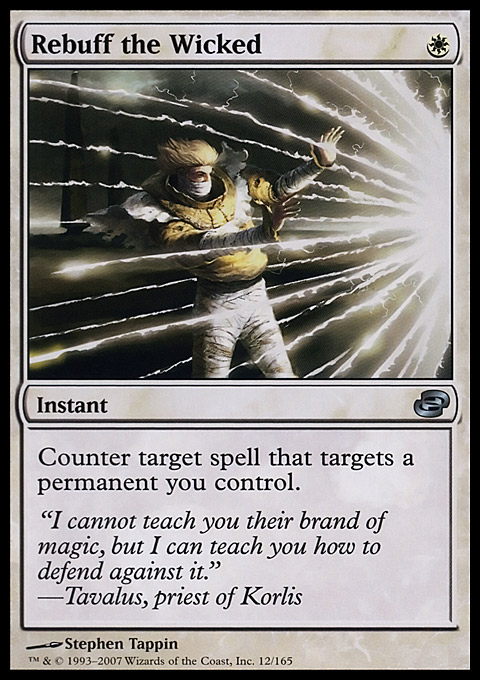 Rebuff the Wicked
Instant
Counter target spell that targets a
permanent you control.
“I cannot teach you their brand of
magic, but I can teach you how to
defend against it.”
—Tavalus, priest of Korlis
Stephen Tappin
™ & © 1993–2007 Wizards of the Coast, Inc. 12/165